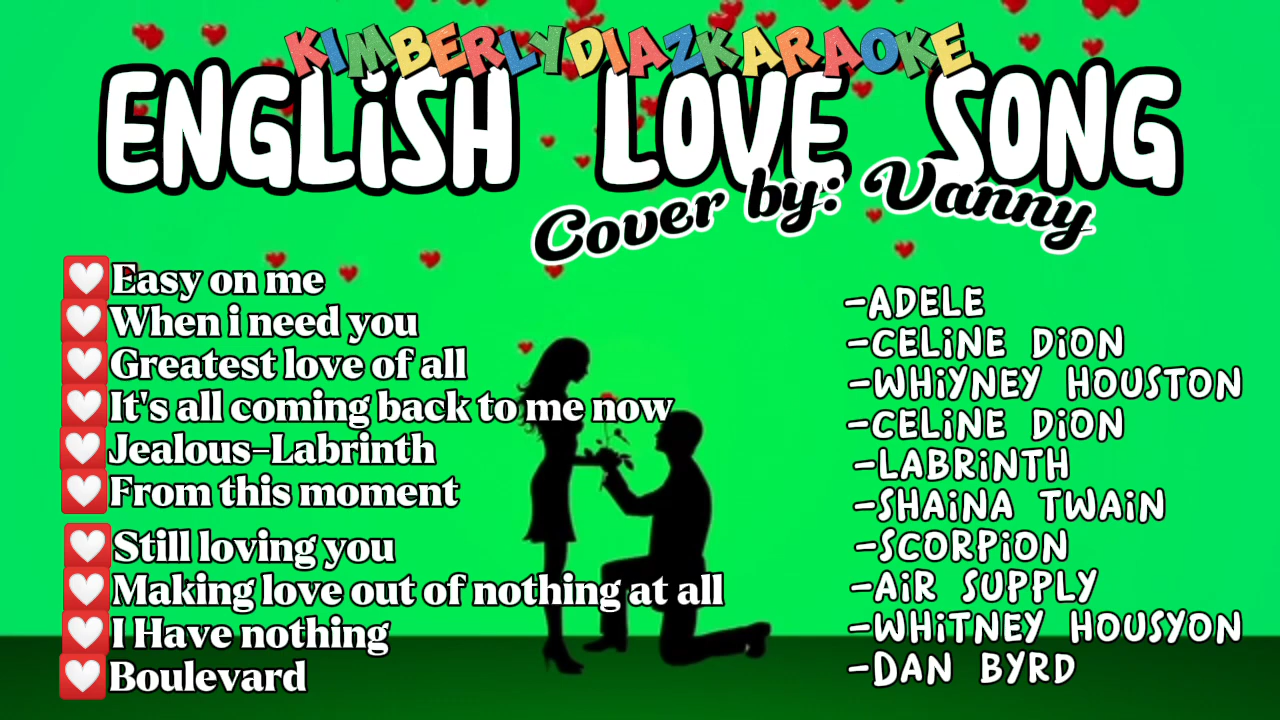 KIMBERLYDIAZKARAOKE
ENGLiSH LOVE SONG
Cover by: Vanny
Easy on me
-ADELE
When i need you
-CELiNE DiON
Greatest love of all
-WHiYNEY HOUSTON
It's all coming back to me now
-CELiNE DiON
Jealous-Labrinth
-LABRiNTH
From this moment
-SHAiNA TWAiN
Still loving you
-SCORPiON
Making love out of nothing at all
-AiR SUPPLY
I Have nothing
-WHiTNEY HOUSYON
Boulevard
-DAN BYRD